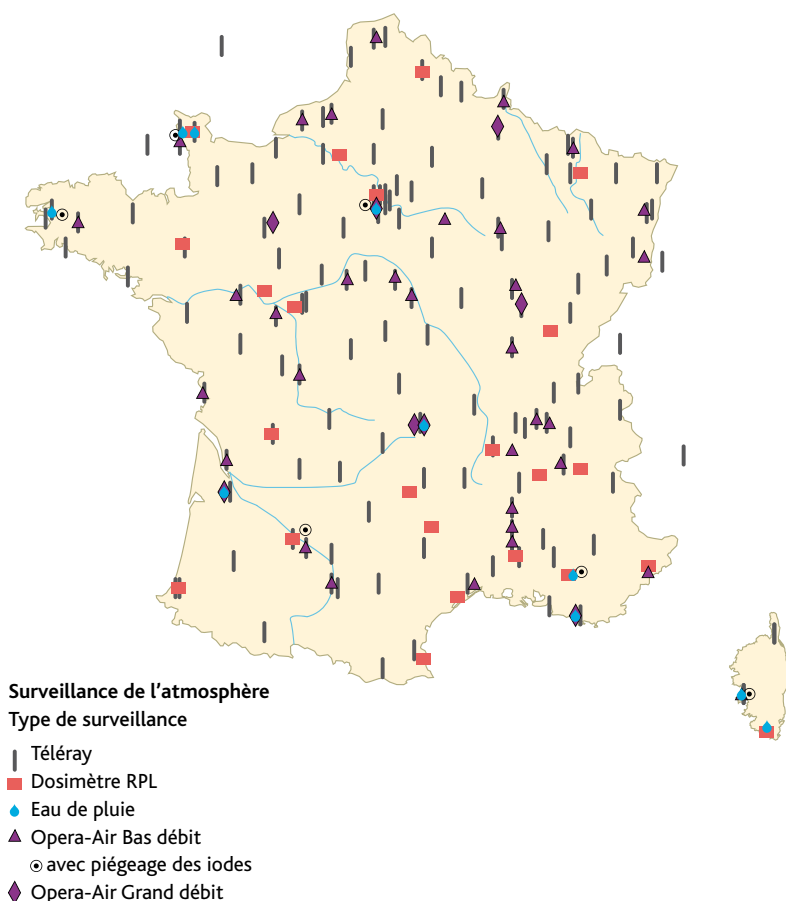 Surveillance de l'atmosphère
Type de surveillance
Téléray
Dosimètre RPL
Eau de pluie
Opera-Air Bas débit
avec piégeage des iodes
Opera-Air Grand débit